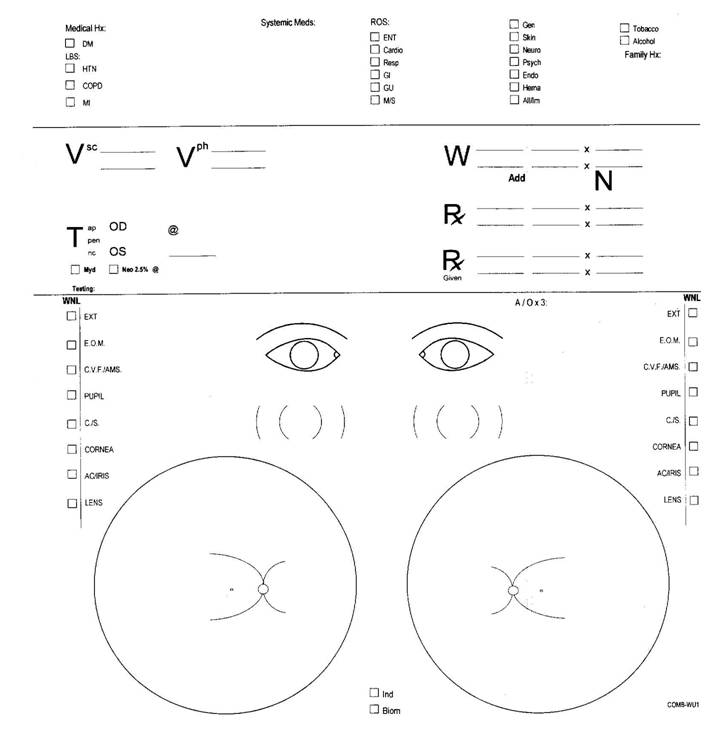 Medical Hx:
DM
LBS:
HTN
COPD
MI
Systemic Meds:
ROS:
ENT
Cardio
Resp
GI
GU
M/S
Gen
Skin
Neuro
Psych
Endo
Hema
All/Im
Tobacco
Alcohol
Family Hx:
V sc
V ph
W x
x
Add N
Rx x
x
Rx x
Given x
T ap OD @
pen
nc OS
Myd Neo 2.5% @
Testing:
WNL
EXT
E.O.M.
C.V.F./AMS.
PUPIL
C./S.
CORNEA
AC/IRIS
LENS
A / O x 3:
WNL
EXT
E.O.M.
C.V.F./AMS.
PUPIL
C./S.
CORNEA
AC/IRIS
LENS
Ind
Biom
COMB-WU1